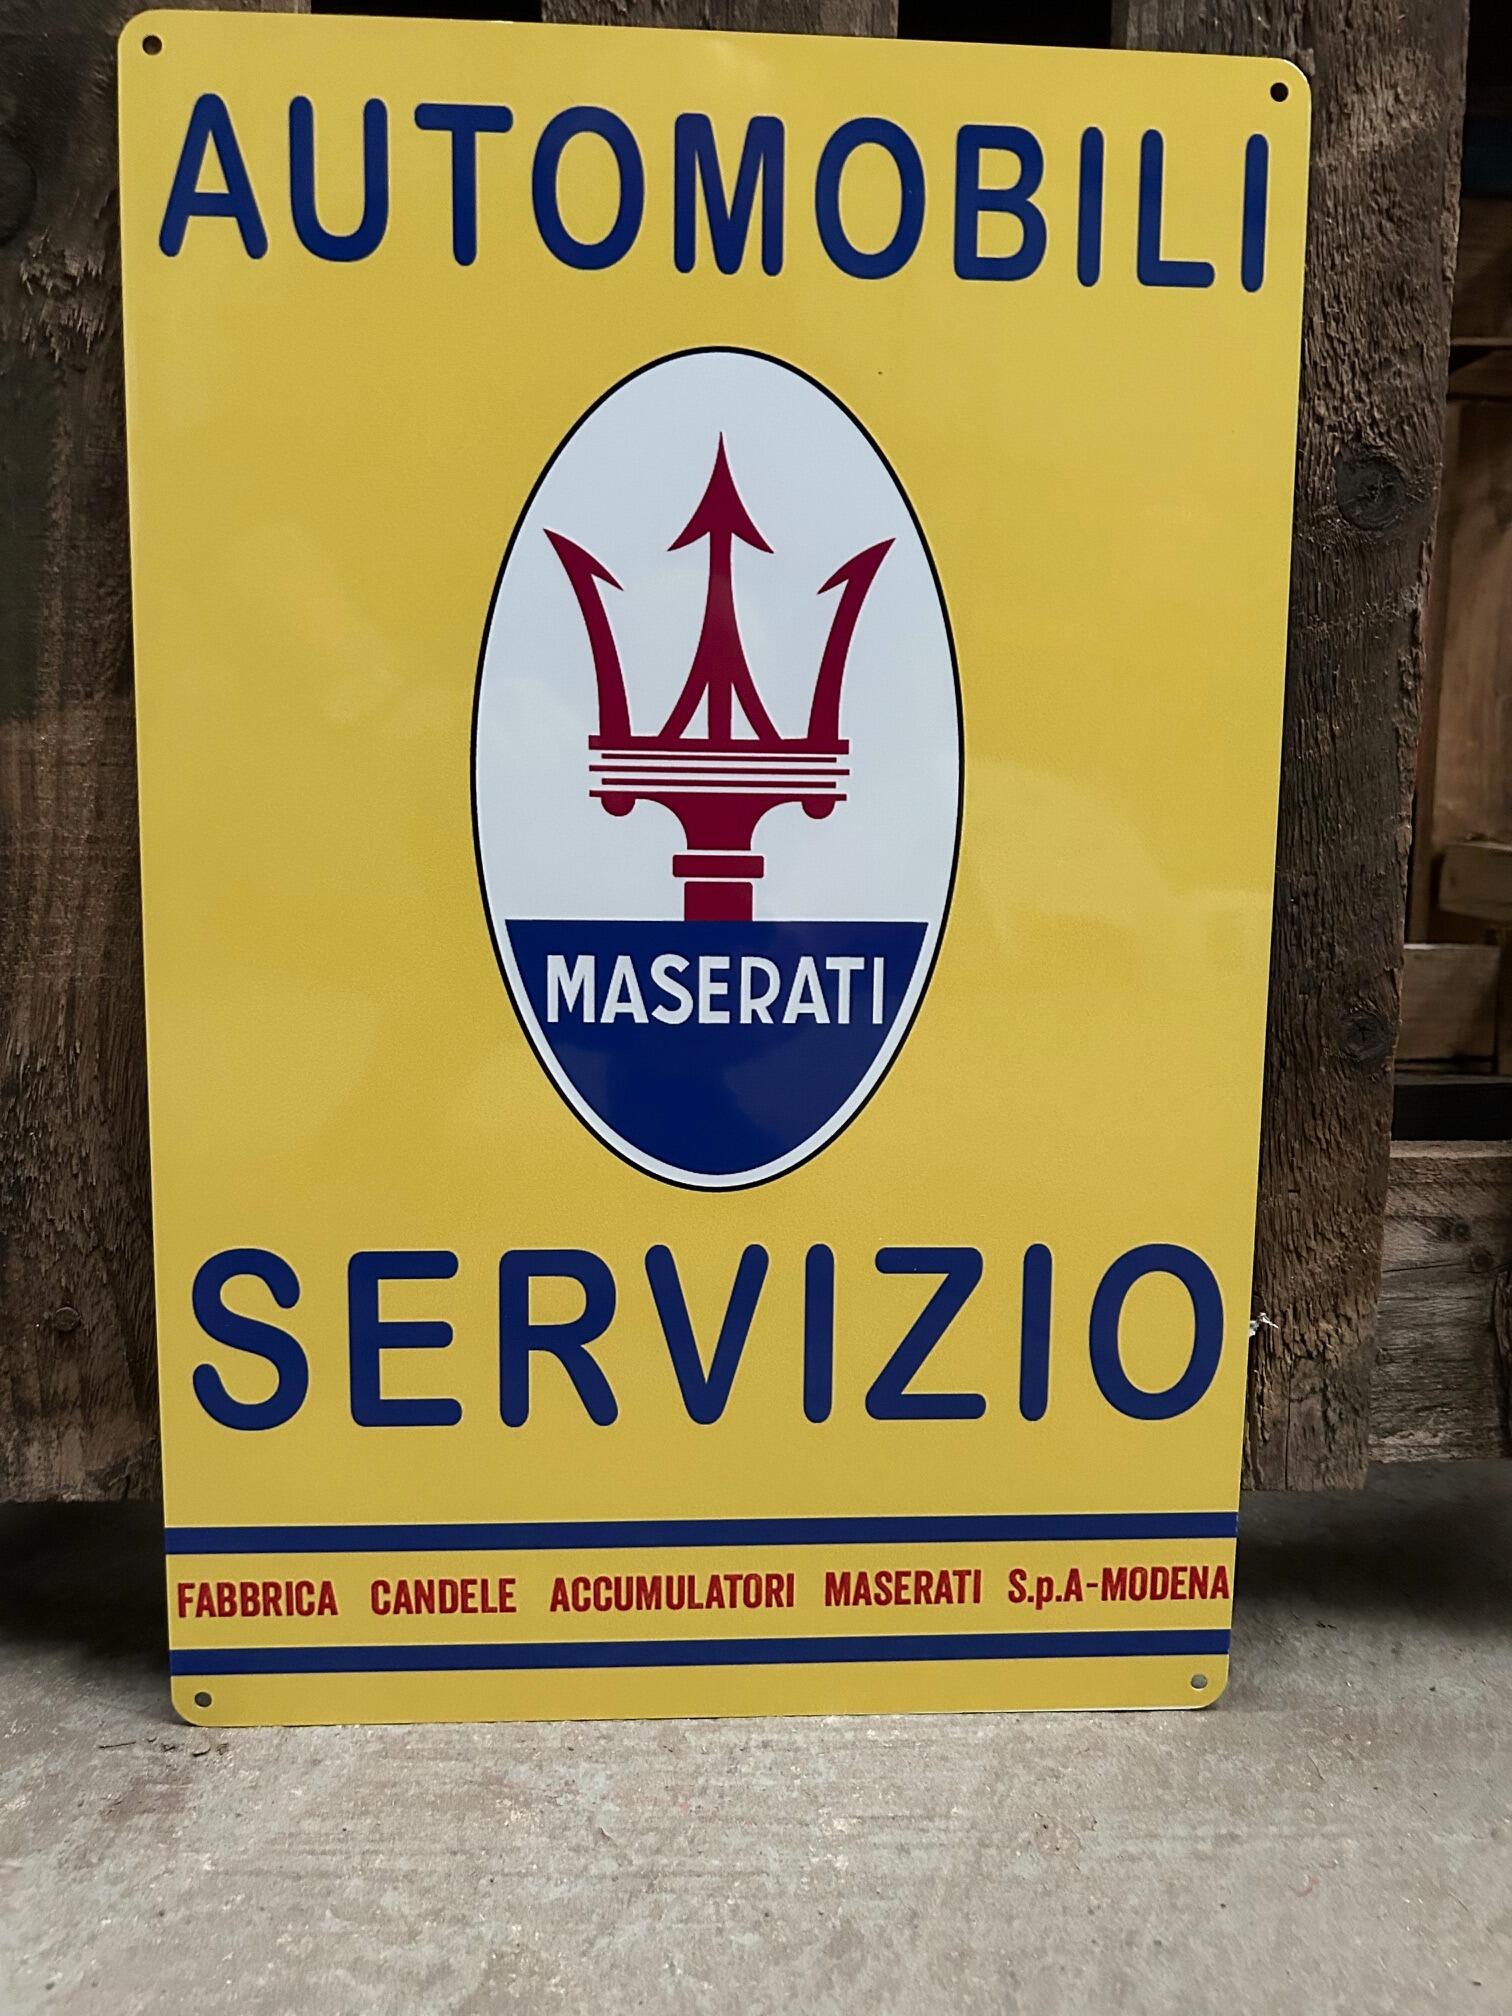 AUTOMOBILI
MASERATI
SERVIZIO
FABBRICA CANDELE ACCUMULATORI MASERATI S.p.A-MODENA